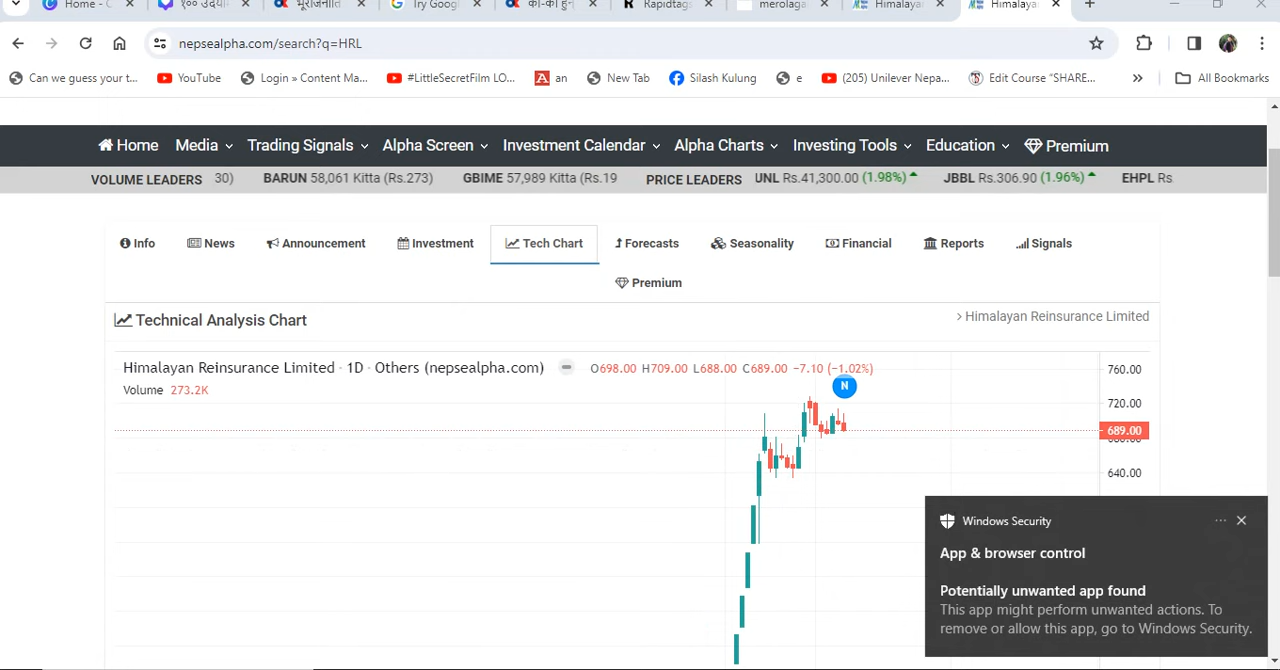 Home - C
१०० उदयम
भूराजनीति
Try Googl
का-का हुन्
Rapidtags
merolaga
Himalaya
Himalaya
nepsealpha.com/search?q=HRL
Can we guess your t... YouTube Login » Content Ma... #LittleSecretFilm LO... an New Tab Silash Kulung e (205) Unilever Nepa... Edit Course "SHARE... » All Bookmarks
Home Media Trading Signals Alpha Screen Investment Calendar Alpha Charts Investing Tools Education Premium
VOLUME LEADERS 30) BARUN 58,061 Kitta (Rs.273) GBIME 57,989 Kitta (Rs.19 PRICE LEADERS UNL Rs.41,300.00 (1.98%) JBBL Rs.306.90 (1.96%) EHPL Rs
Info News Announcement Investment Tech Chart Forecasts Seasonality Financial Reports Signals
Premium
Technical Analysis Chart
> Himalayan Reinsurance Limited
Himalayan Reinsurance Limited · 1D · Others (nepsealpha.com) O698.00 H709.00 L688.00 C689.00 −7.10 (−1.02%)
Volume 273.2K
N
760.00
720.00
689.00
680.00
640.00
Windows Security
App & browser control
Potentially unwanted app found
This app might perform unwanted actions. To
remove or allow this app, go to Windows Security.